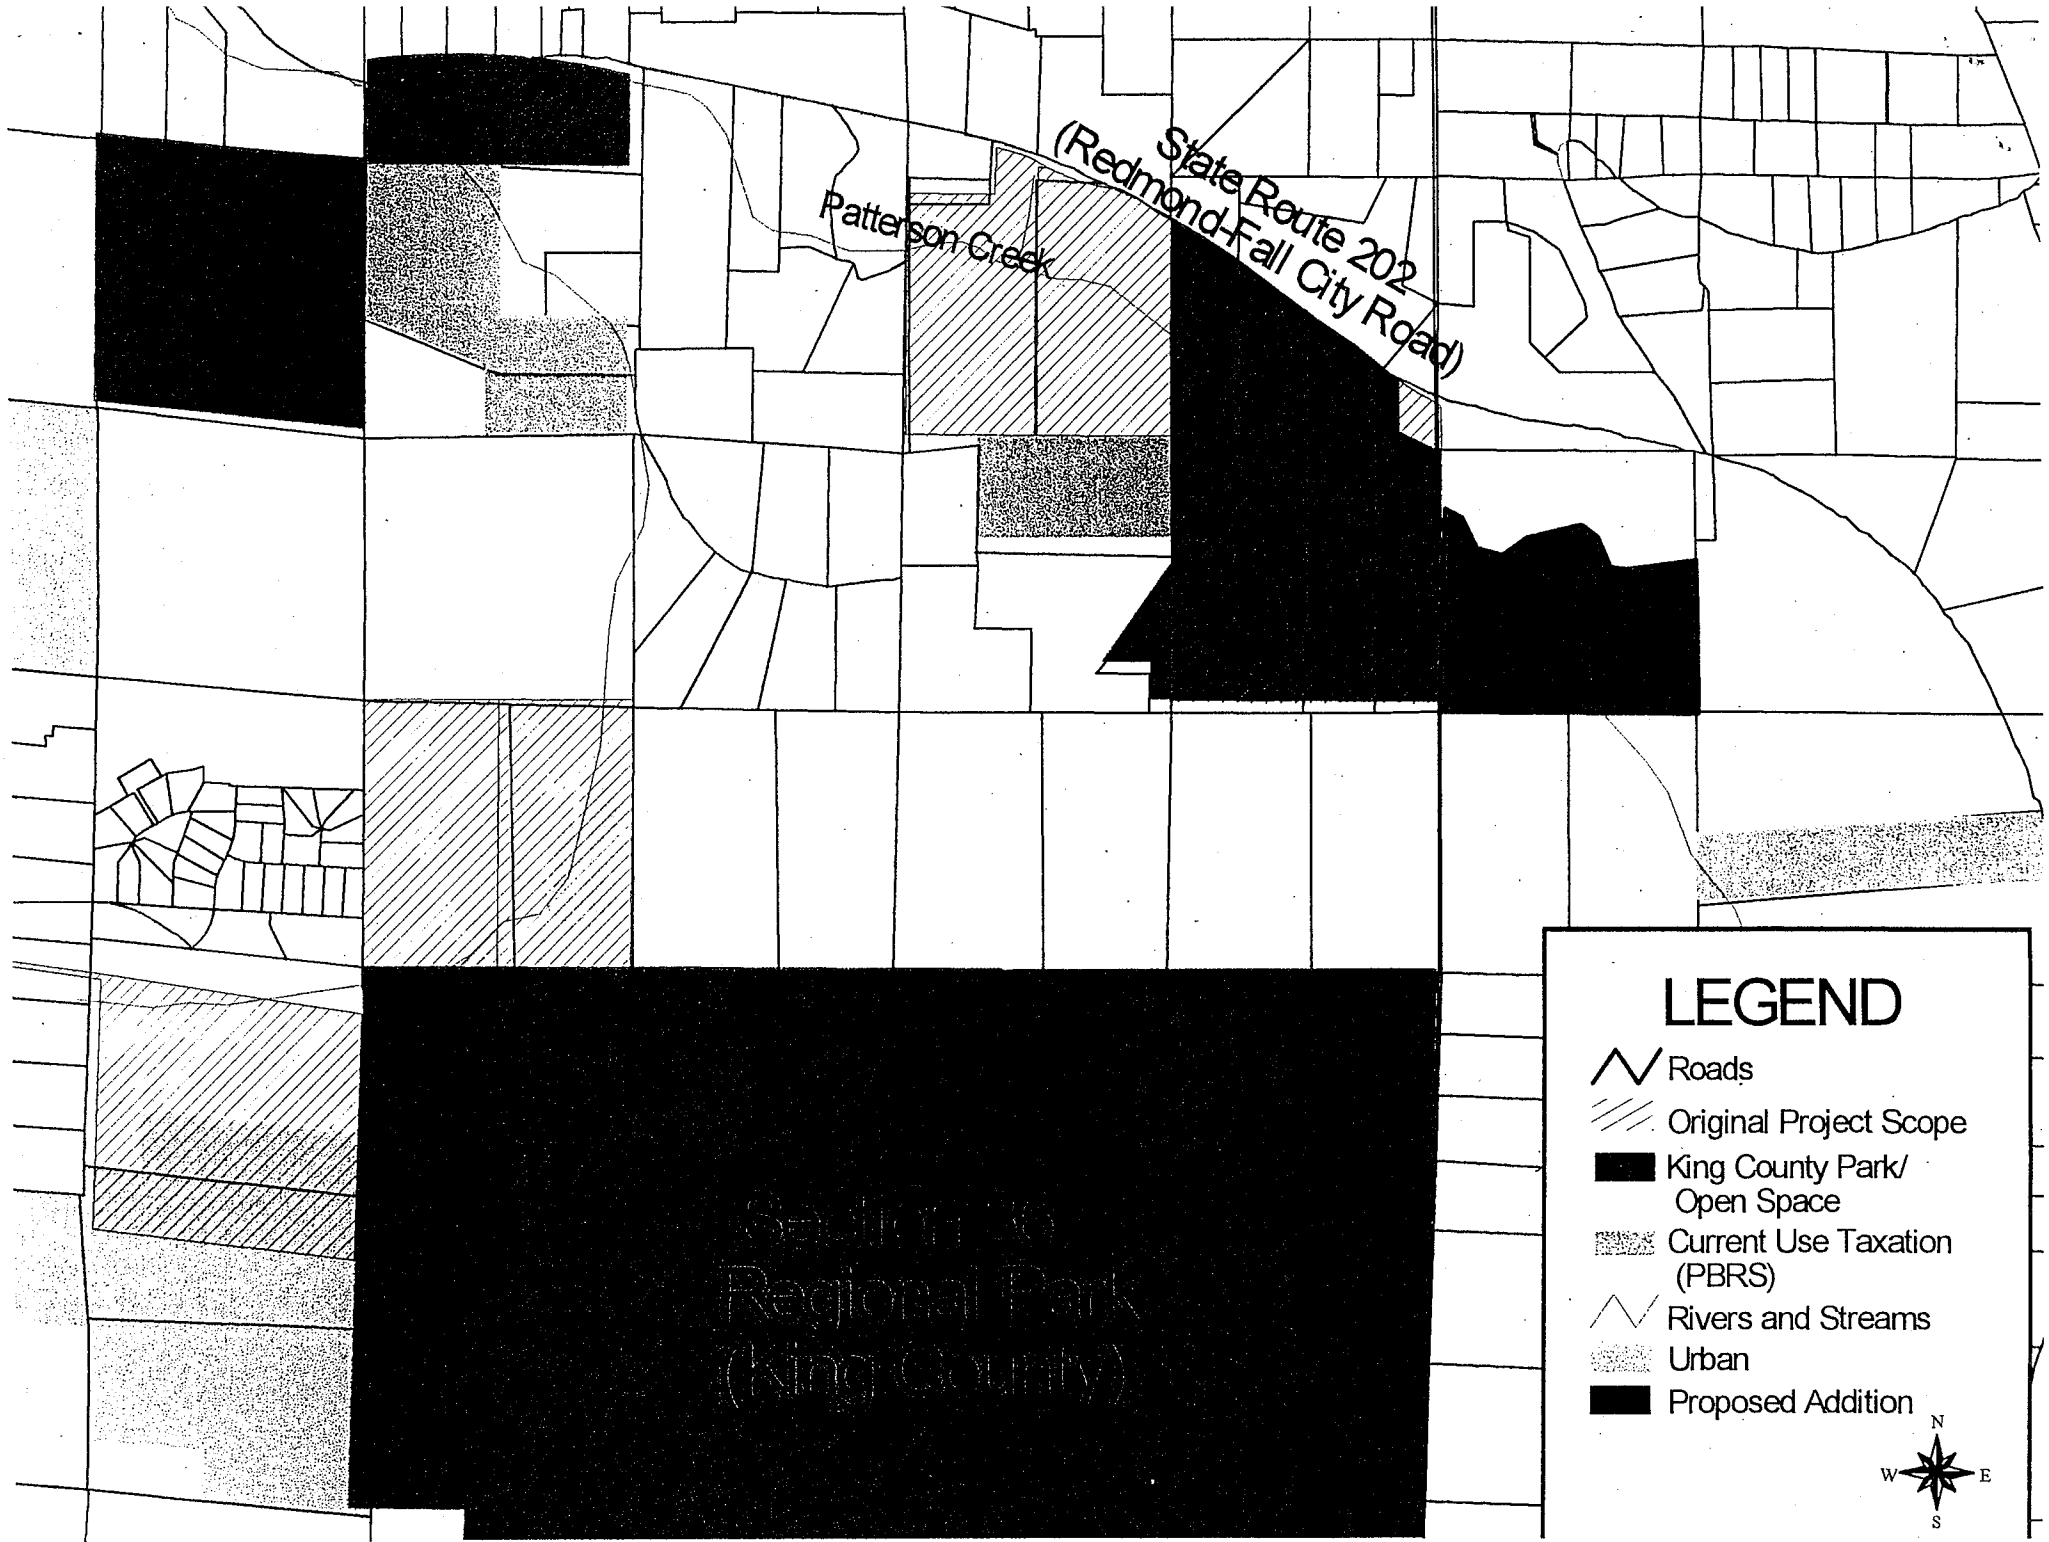 State Route 202
(Redmond-Fall City Road)
Patterson Creek
Section 36
Regional Park
(King County)
LEGEND
Roads
Original Project Scope
King County Park/
Open Space
Current Use Taxation
(PBRS)
Rivers and Streams
Urban
Proposed Addition
N
W E
S